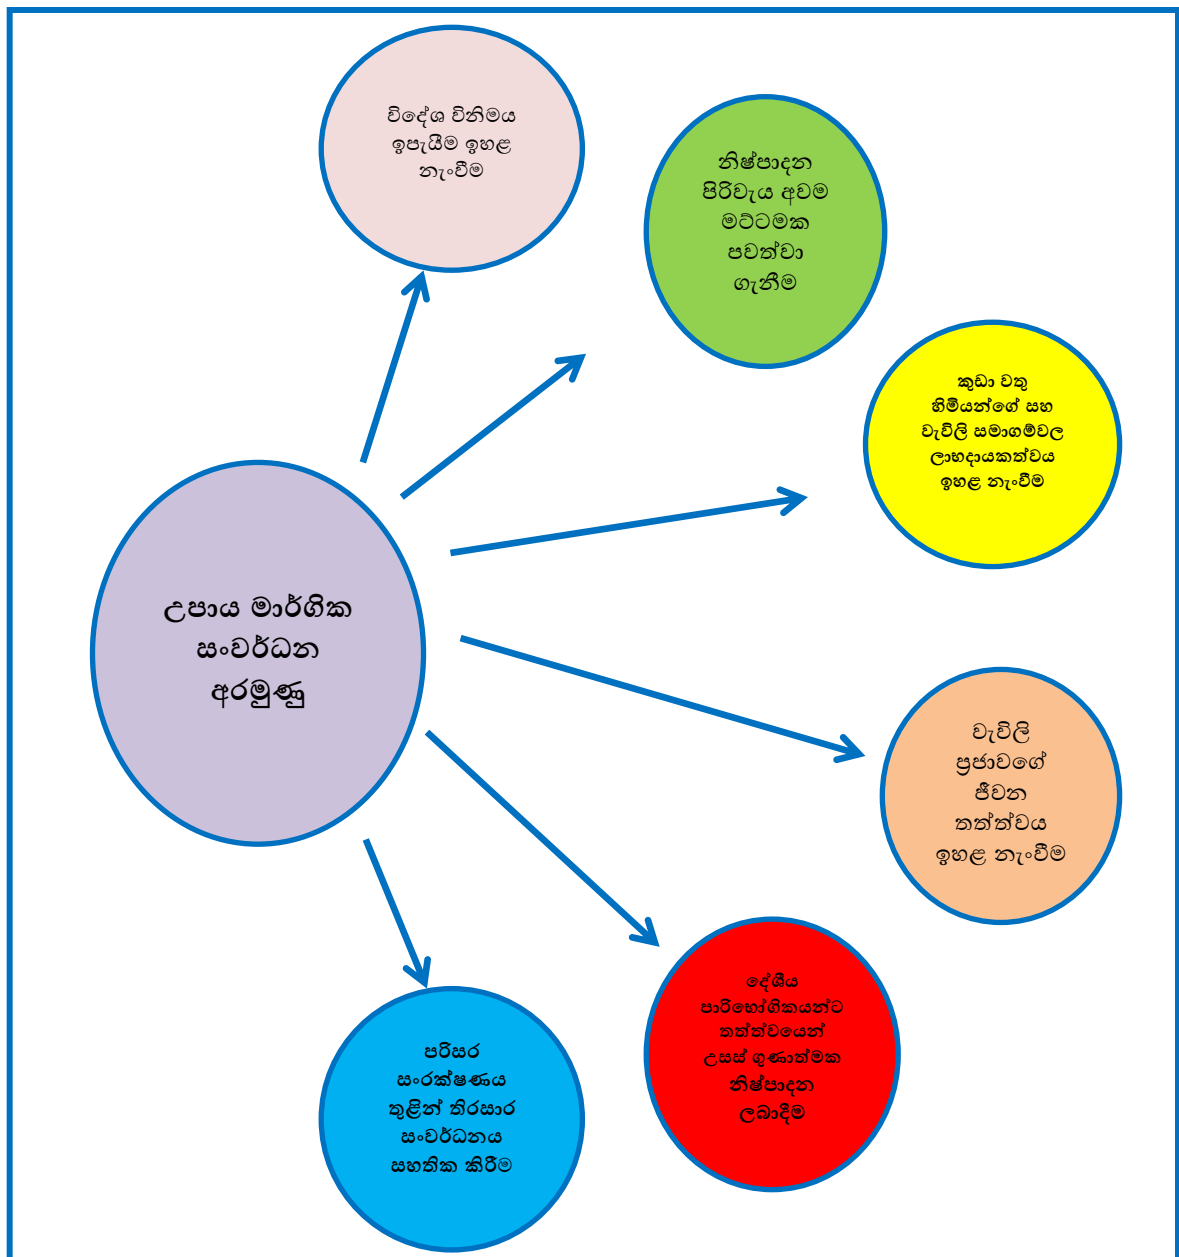 විදේශ විනිමය
ඉපැයීම ඉහළ
නැංවීම
නිෂ්පාදන
පිරිවැය අවම
මට්ටමක
පවත්වා
ගැනීම
කුඩා වතු
හිමියන්ගේ සහ
වැවිලි සමාගම්වල
ලාභදායකත්වය
ඉහළ නැංවීම
උපාය මාර්ගික
සංවර්ධන
අරමුණු
වැවිලි
ප්‍රජාවගේ
ජීවන
තත්ත්වය
ඉහළ නැංවීම
දේශීය
පාරිභෝගිකයන්ට
තත්ත්වයෙන්
උසස් ගුණාත්මක
නිෂ්පාදන
ලබාදීම
පරිසර
සංරක්ෂණය
තුළින් තිරසාර
සංවර්ධනය
සහතික කිරීම